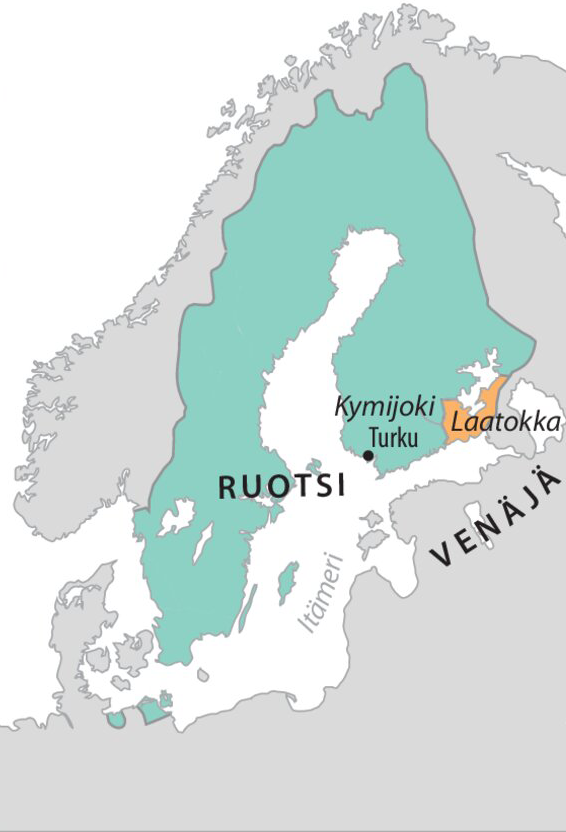 Kymijoki
Laatokka
Turku
RUOTSI
VENÄJÄ
Itämeri